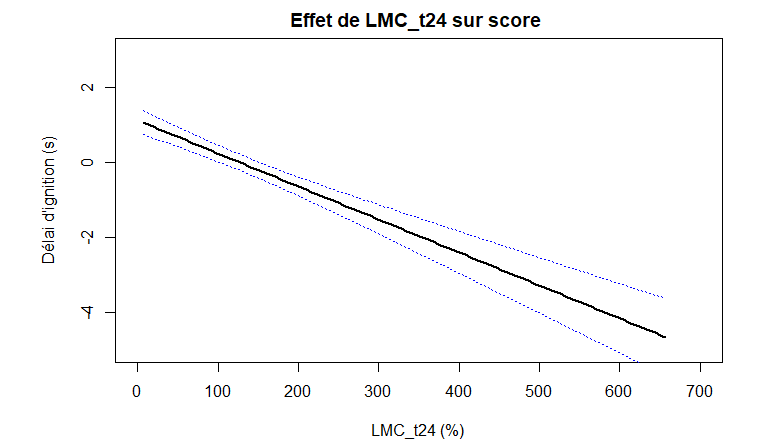 Effet de LMC_t24 sur score
Délai d'ignition (s)
2
0
-2
-4
0 100 200 300 400 500 600 700
LMC_t24 (%)